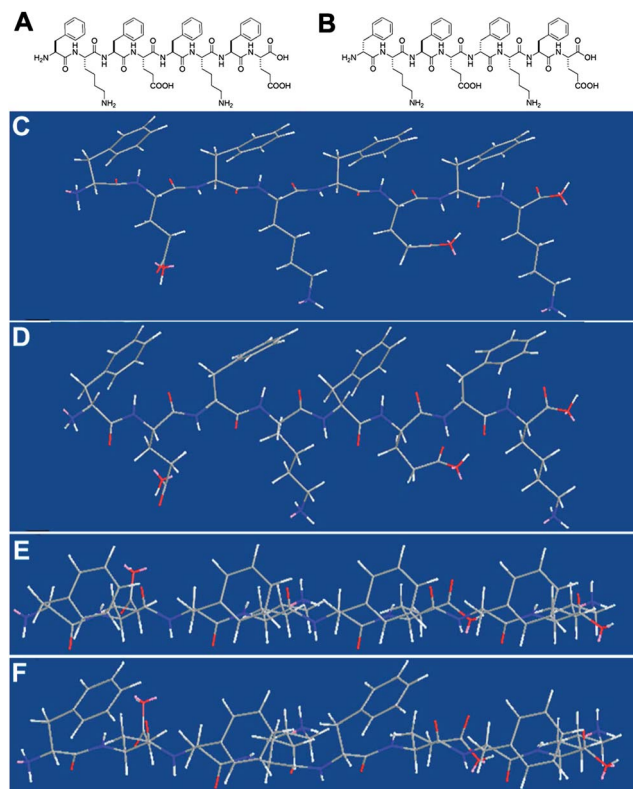 A
O O O O
H H H H
N N N N OH
H₂N N N N
O H O H O H O
COOH COOH
NH₂ NH₂
B
O O O O
H H H H
N N N N OH
H₂N N N N
O H O H O H O
COOH COOH
NH₂ NH₂
C
D
E
F